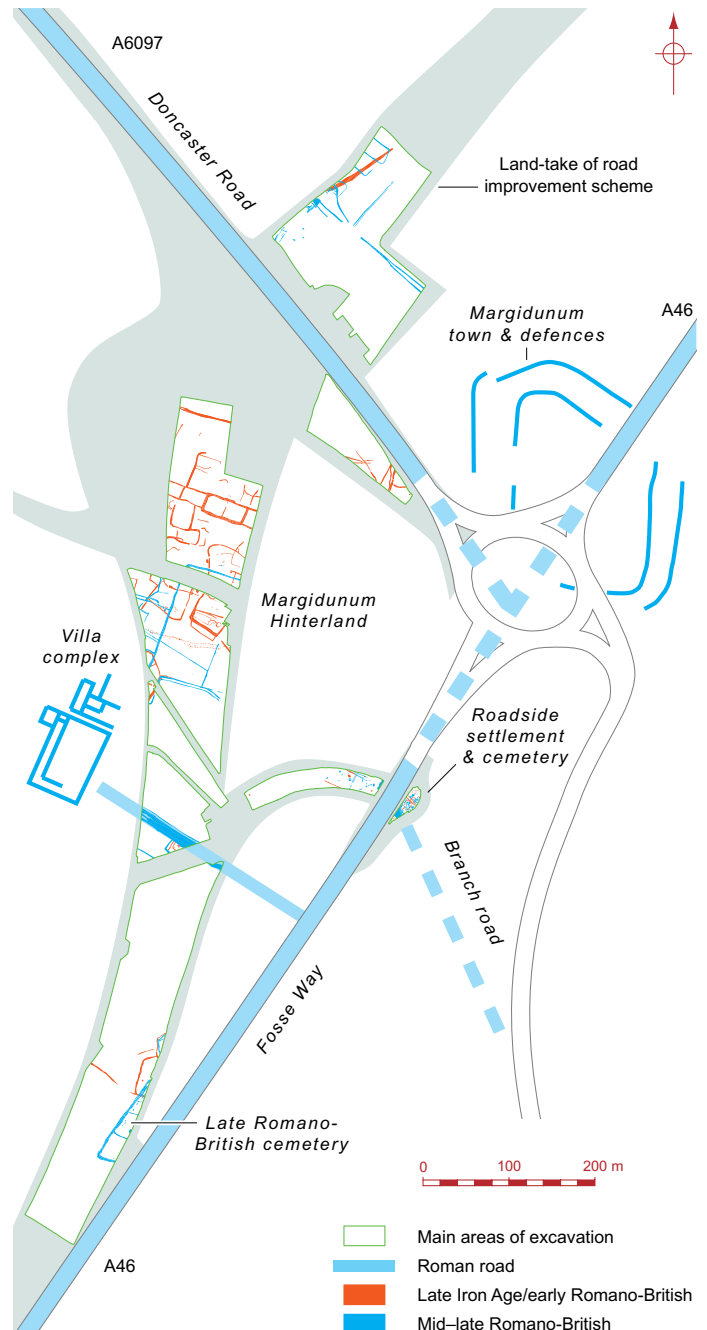 A6097
Doncaster Road
Land-take of road
improvement scheme
Margidunum
town & defences
A46
Margidunum
Hinterland
Villa
complex
Roadside
settlement
& cemetery
Branch road
Fosse Way
Late Romano-
British cemetery
0 100 200 m
A46
Main areas of excavation
Roman road
Late Iron Age/early Romano-British
Mid–late Romano-British